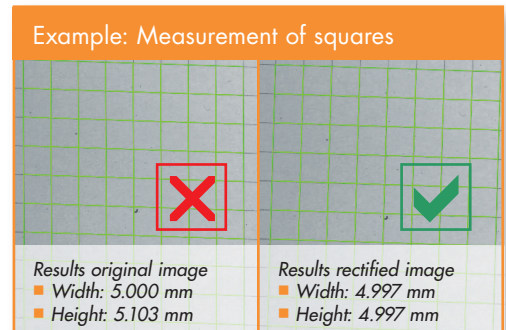 Example: Measurement of squares
Results original image
Width: 5.000 mm
Height: 5.103 mm
Results rectified image
Width: 4.997 mm
Height: 4.997 mm